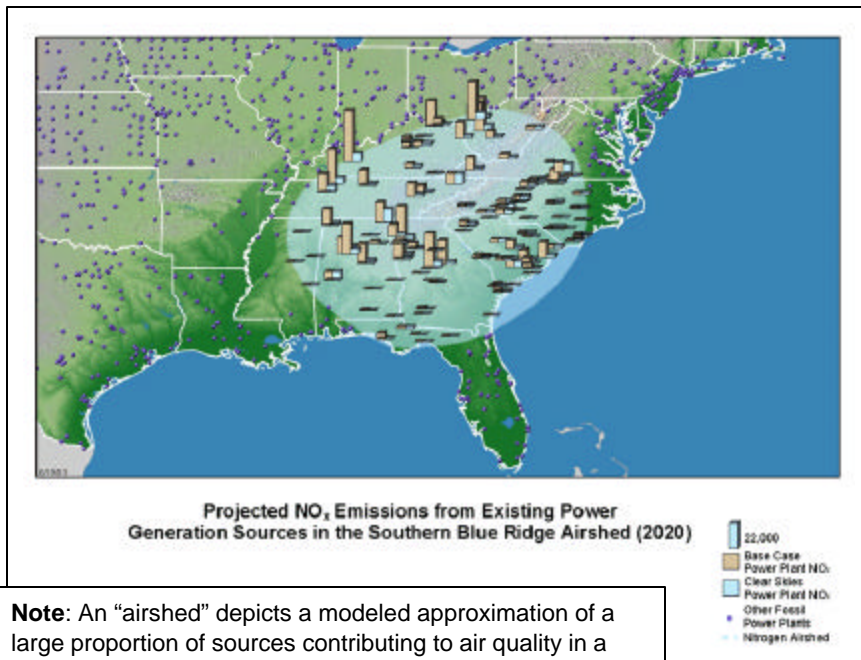 Projected NOx Emissions from Existing Power
Generation Sources in the Southern Blue Ridge Airshed (2020)
22,000
Base Case
Power Plant NOx
Clear Skies
Power Plant NOx
Other Fossil
Power Plants
Nitrogen Airshed
Note: An “airshed” depicts a modeled approximation of a
large proportion of sources contributing to air quality in a